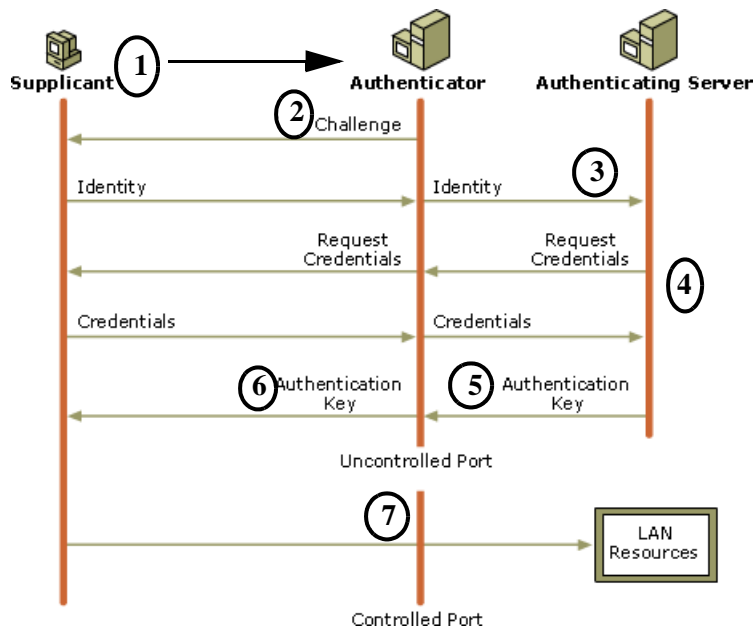 1
Supplicant
Authenticator
Authenticating Server
2
Challenge
Identity
Identity
3
Request
Credentials
Request
Credentials
4
Credentials
Credentials
6
Authentication
Key
5
Authentication
Key
Uncontrolled Port
7
LAN
Resources
Controlled Port